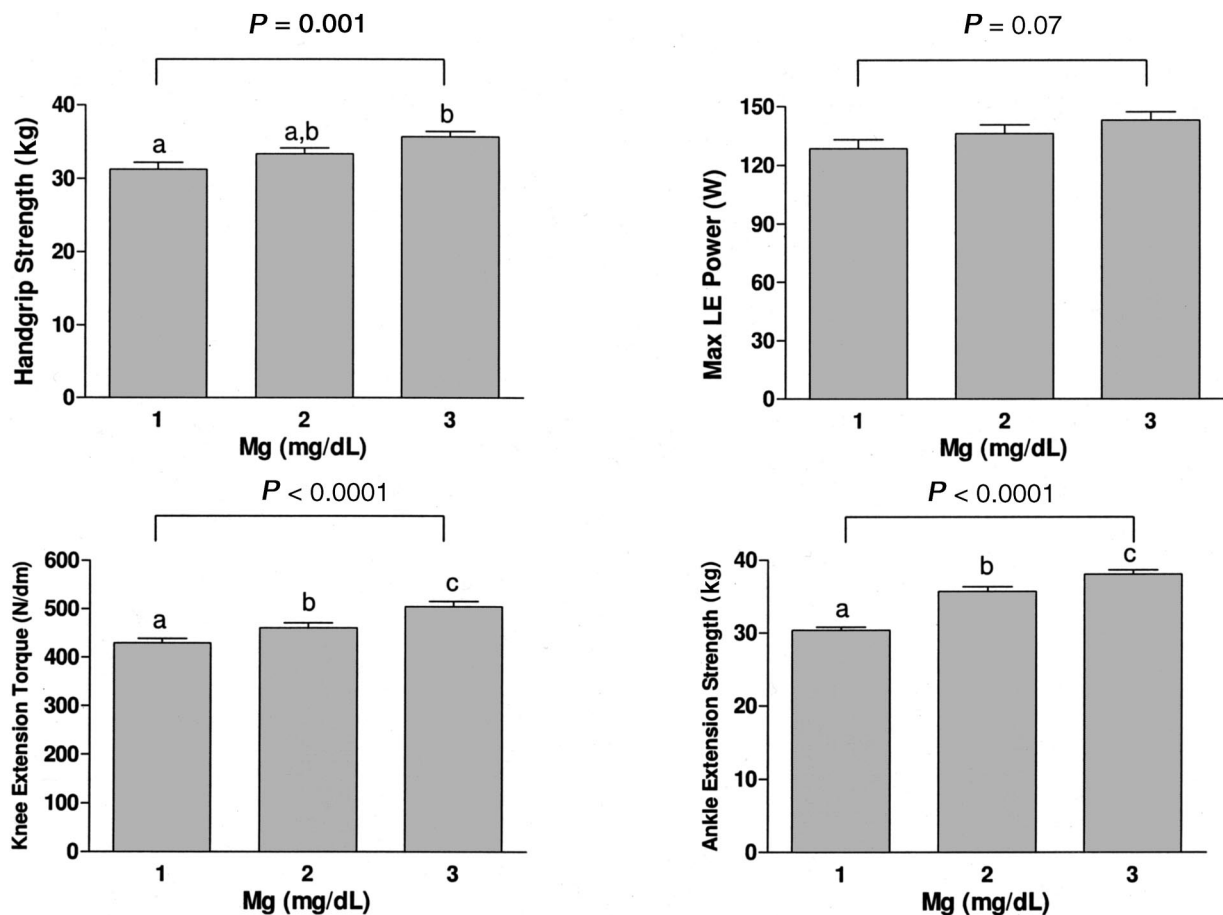 P = 0.001
Handgrip Strength (kg)
40
30
20
10
0
a
a,b
b
1 2 3
Mg (mg/dL)
P = 0.07
Max LE Power (W)
150
120
90
60
30
0
1 2 3
Mg (mg/dL)
P < 0.0001
Knee Extension Torque (N/dm)
600
500
400
300
200
100
0
a
b
c
1 2 3
Mg (mg/dL)
P < 0.0001
Ankle Extension Strength (kg)
40
30
20
10
0
a
b
c
1 2 3
Mg (mg/dL)